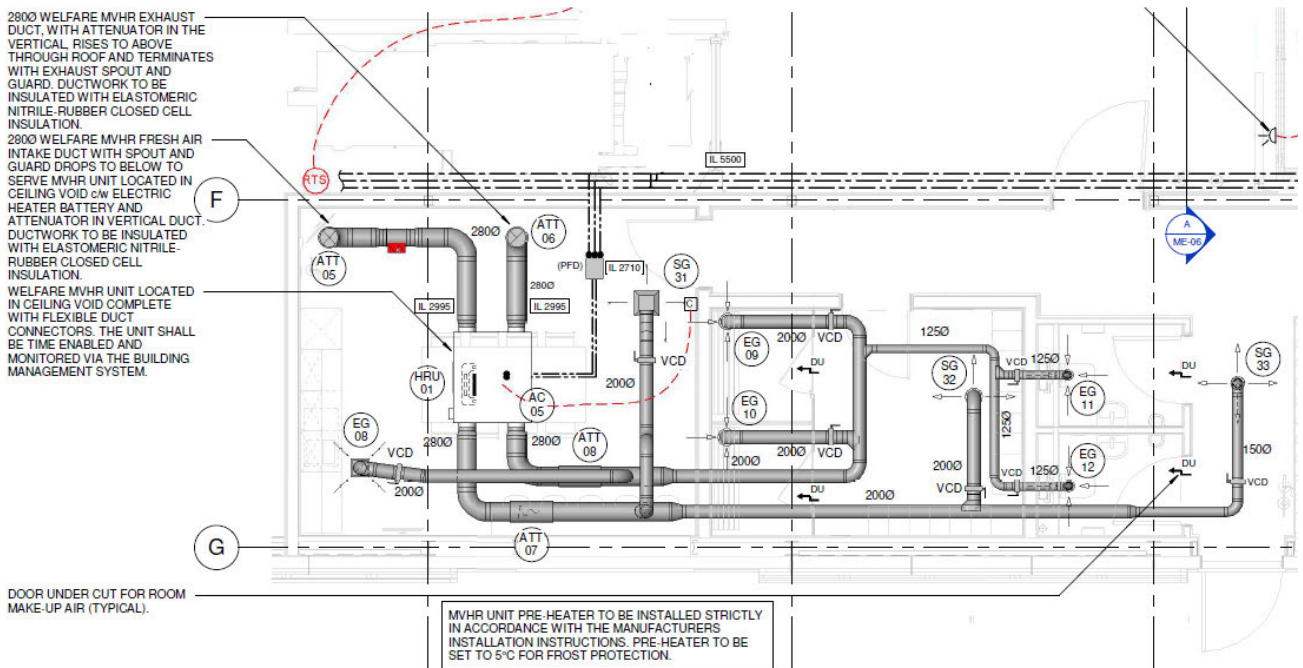 280Ø WELFARE MVHR EXHAUST
DUCT, WITH ATTENUATOR IN THE
VERTICAL, RISES TO ABOVE
THROUGH ROOF AND TERMINATES
WITH EXHAUST SPOUT AND
GUARD. DUCTWORK TO BE
INSULATED WITH ELASTOMERIC
NITRILE-RUBBER CLOSED CELL
INSULATION.
280Ø WELFARE MVHR FRESH AIR
INTAKE DUCT WITH SPOUT AND
GUARD DROPS TO BELOW TO
SERVE MVHR UNIT LOCATED IN
CEILING VOID c/w ELECTRIC
HEATER BATTERY AND
ATTENUATOR IN VERTICAL DUCT.
DUCTWORK TO BE INSULATED
WITH ELASTOMERIC NITRILE-
RUBBER CLOSED CELL
INSULATION.
WELFARE MVHR UNIT LOCATED
IN CEILING VOID COMPLETE
WITH FLEXIBLE DUCT
CONNECTORS. THE UNIT SHALL
BE TIME ENABLED AND
MONITORED VIA THE BUILDING
MANAGEMENT SYSTEM.
RTS
F
IL 5500
A
ME-06
280Ø
ATT
06
ATT
05
(PFD)
IL 2710
SG
31
280Ø
C
IL 2995
IL 2995
200Ø
VCD
EG
09
125Ø
VCD
125Ø
DU
DU
VCD
SG
32
SG
33
HRU
01
AC
05
200Ø
EG
10
EG
11
EG
08
VCD
280Ø
280Ø
ATT
08
200Ø
200Ø
VCD
125Ø
200Ø
VCD
VCD
125Ø
EG
12
DU
150Ø
VCD
200Ø
DU
200Ø
G
ATT
07
DOOR UNDER CUT FOR ROOM
MAKE-UP AIR (TYPICAL).
MVHR UNIT PRE-HEATER TO BE INSTALLED STRICTLY
IN ACCORDANCE WITH THE MANUFACTURERS
INSTALLATION INSTRUCTIONS. PRE-HEATER TO BE
SET TO 5°C FOR FROST PROTECTION.